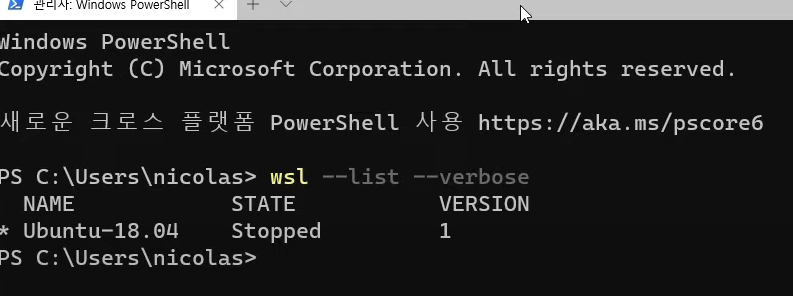 관리자: Windows PowerShell
Windows PowerShell
Copyright (C) Microsoft Corporation. All rights reserved.
새로운 크로스 플랫폼 PowerShell 사용 https://aka.ms/pscore6
PS C:\Users\nicolas> wsl --list --verbose
  NAME            STATE           VERSION
* Ubuntu-18.04    Stopped         1
PS C:\Users\nicolas>